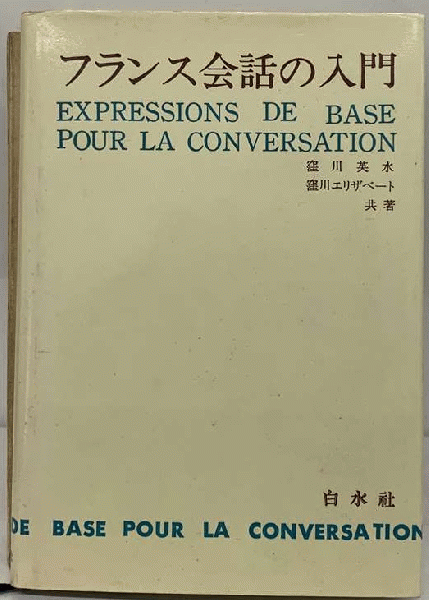 フランス会話の入門
EXPRESSIONS DE BASE
POUR LA CONVERSATION
窪川英水
窪川エリザベート
共著
白水社
DE BASE POUR LA CONVERSATION